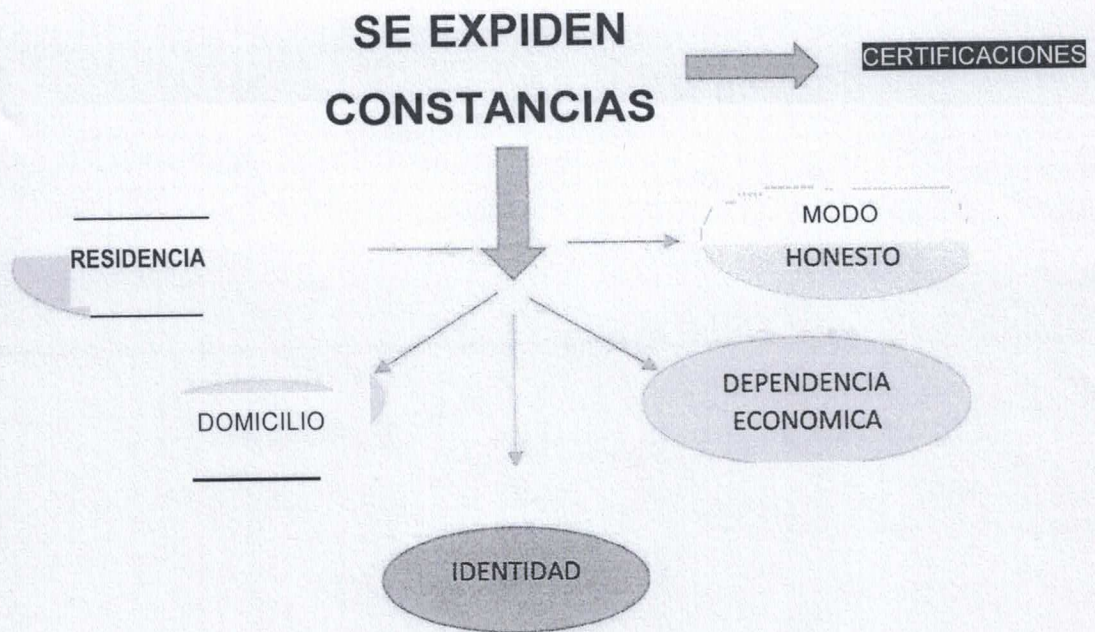 SE EXPIDEN
CONSTANCIAS
CERTIFICACIONES
RESIDENCIA
MODO
HONESTO
DOMICILIO
DEPENDENCIA
ECONOMICA
IDENTIDAD